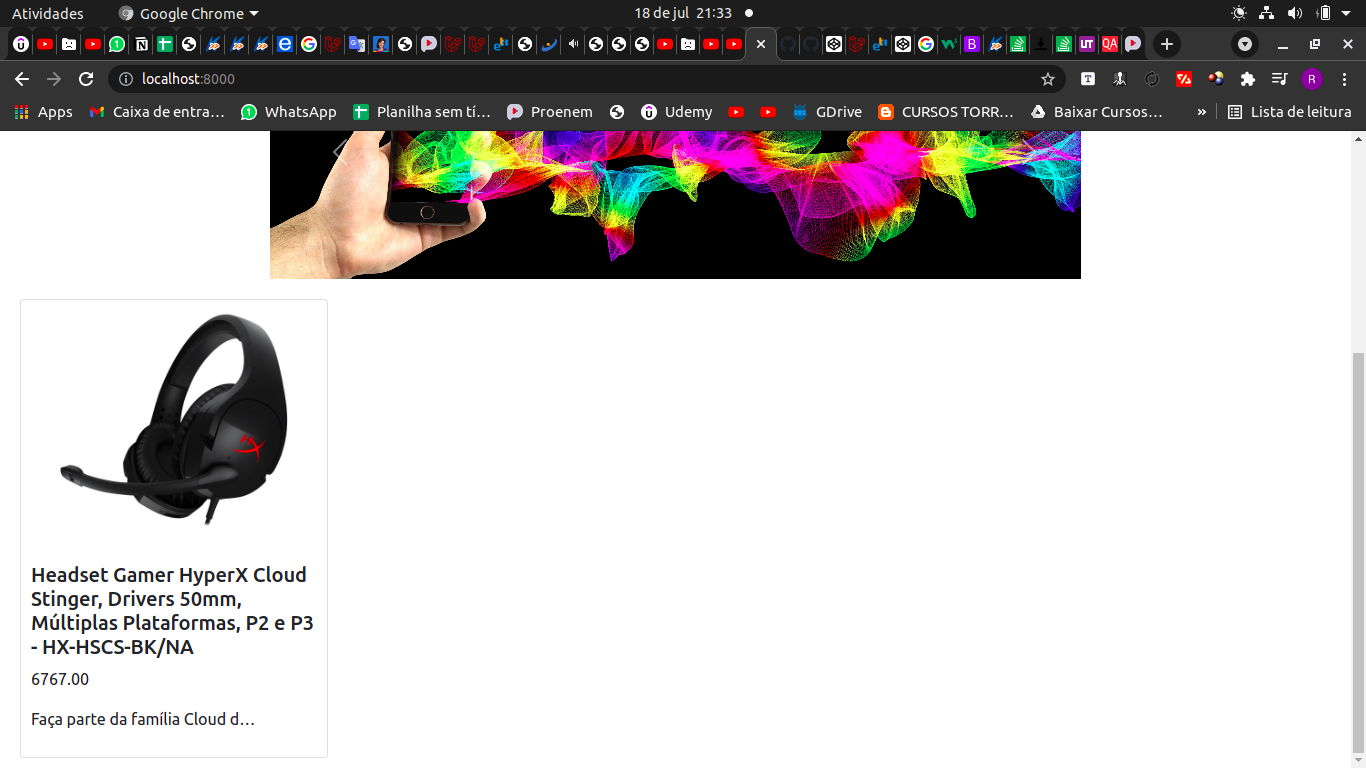 Atividades
Google Chrome
18 de jul 21:33
localhost:8000
Apps
Caixa de entra…
WhatsApp
Planilha sem tí…
Proenem
Udemy
GDrive
CURSOS TORR…
Baixar Cursos…
»
Lista de leitura
Headset Gamer HyperX Cloud
Stinger, Drivers 50mm,
Múltiplas Plataformas, P2 e P3
- HX-HSCS-BK/NA
6767.00
Faça parte da família Cloud d…